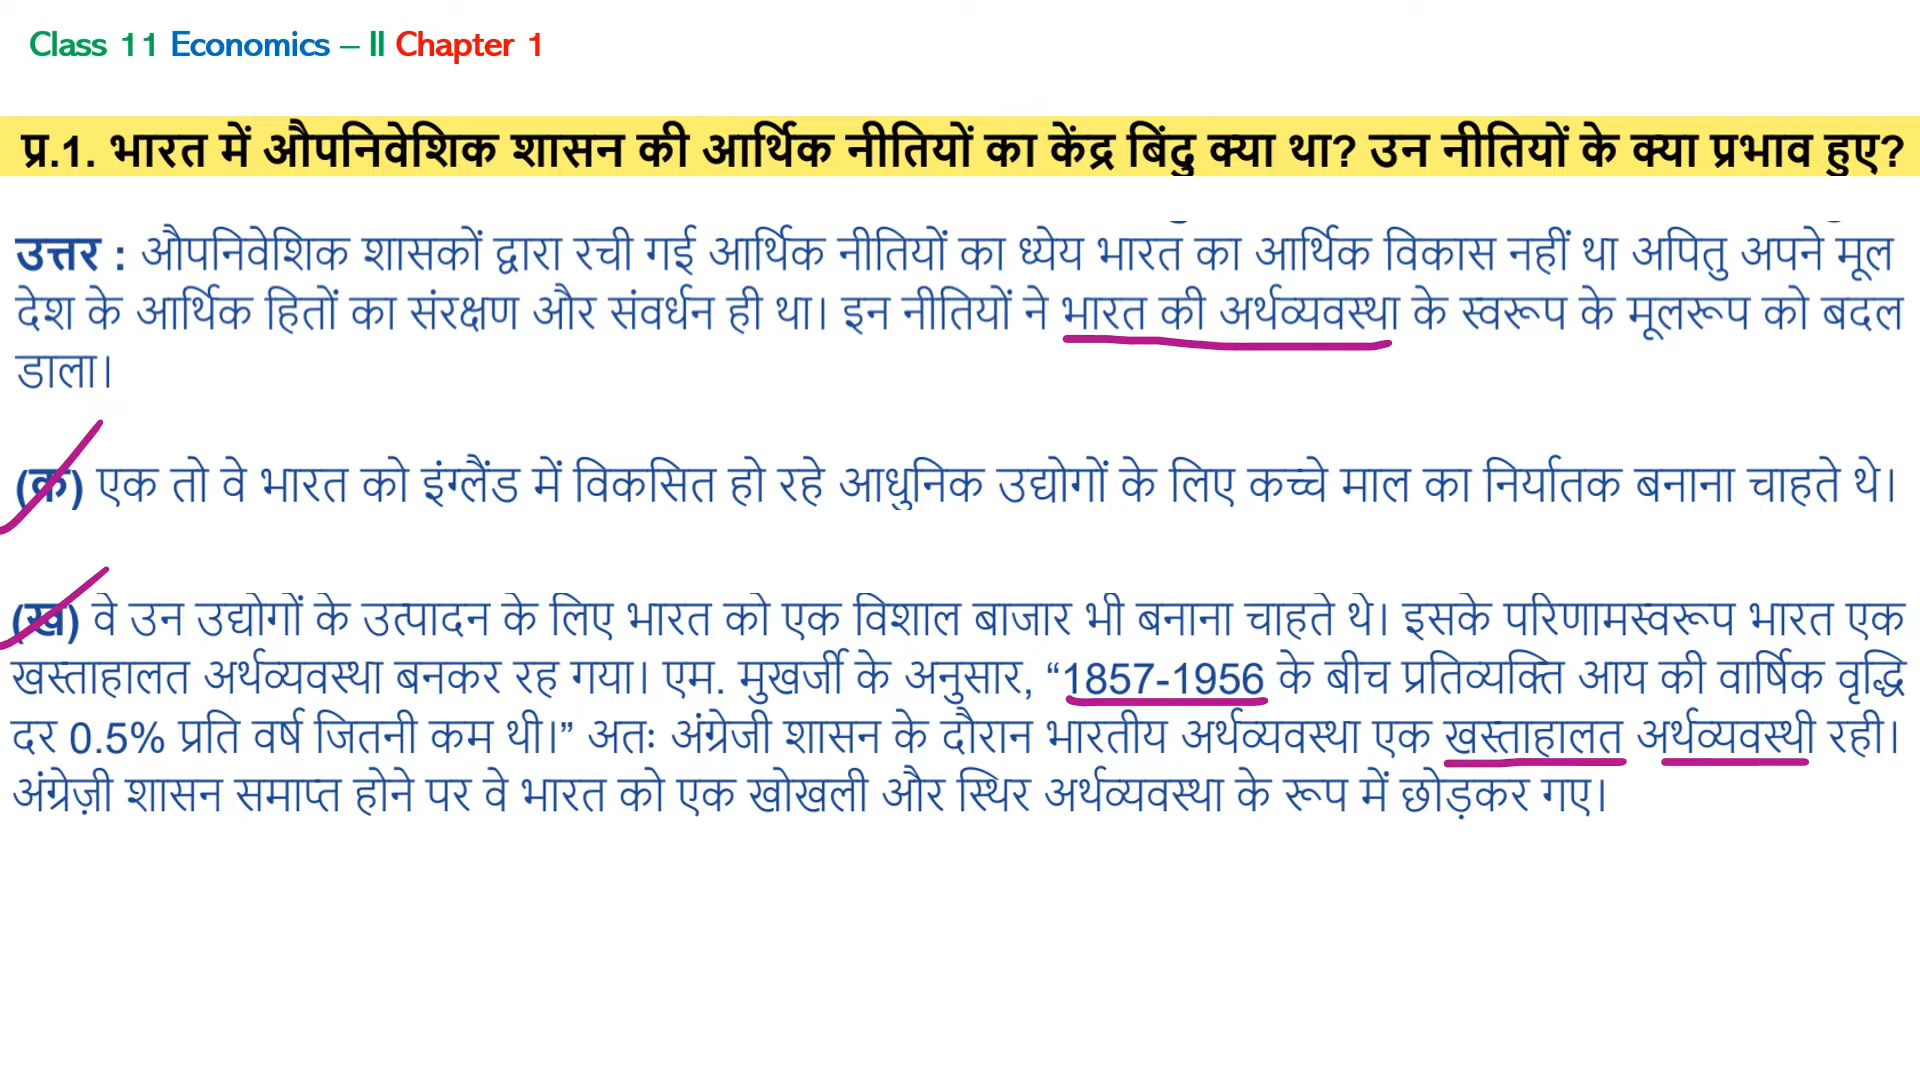 Class 11 Economics – II Chapter 1
प्र.1. भारत में औपनिवेशिक शासन की आर्थिक नीतियों का केंद्र बिंदु क्या था? उन नीतियों के क्या प्रभाव हुए?
उत्तर : औपनिवेशिक शासकों द्वारा रची गई आर्थिक नीतियों का ध्येय भारत का आर्थिक विकास नहीं था अपितु अपने मूल
देश के आर्थिक हितों का संरक्षण और संवर्धन ही था। इन नीतियों ने भारत की अर्थव्यवस्था के स्वरूप के मूलरूप को बदल
डाला।
(क) एक तो वे भारत को इंग्लैंड में विकसित हो रहे आधुनिक उद्योगों के लिए कच्चे माल का निर्यातक बनाना चाहते थे।
(ख) वे उन उद्योगों के उत्पादन के लिए भारत को एक विशाल बाजार भी बनाना चाहते थे। इसके परिणामस्वरूप भारत एक
खस्ताहालत अर्थव्यवस्था बनकर रह गया। एम. मुखर्जी के अनुसार, “1857-1956 के बीच प्रतिव्यक्ति आय की वार्षिक वृद्धि
दर 0.5% प्रति वर्ष जितनी कम थी।” अतः अंग्रेजी शासन के दौरान भारतीय अर्थव्यवस्था एक खस्ताहालत अर्थव्यवस्थी रही।
अंग्रेज़ी शासन समाप्त होने पर वे भारत को एक खोखली और स्थिर अर्थव्यवस्था के रूप में छोड़कर गए।